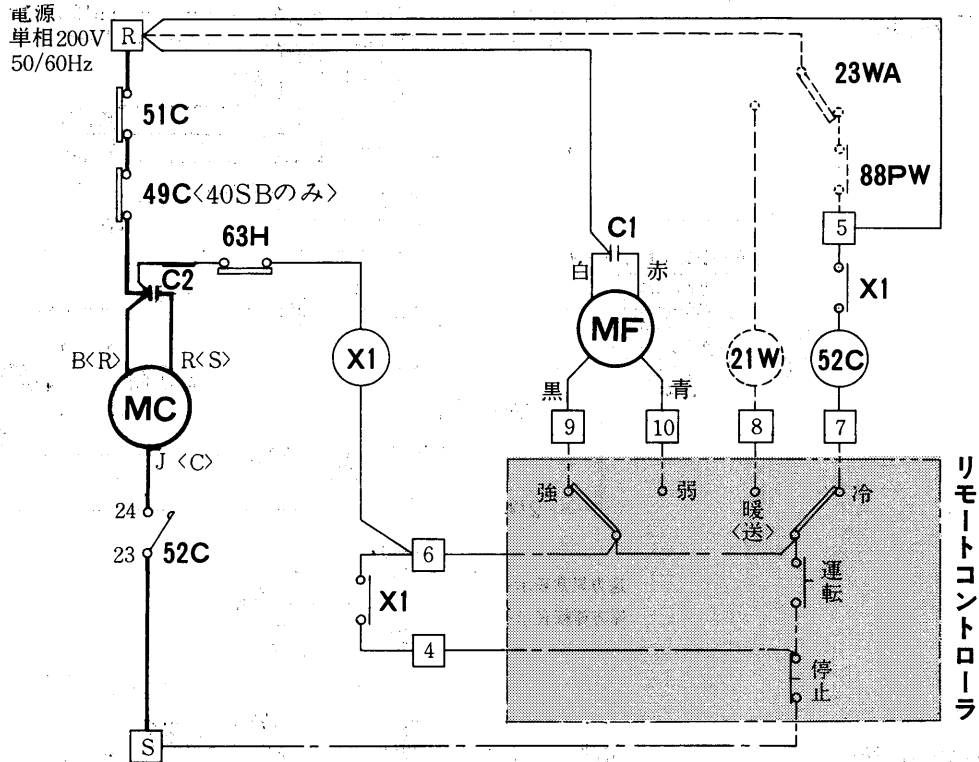 電源
単相200V
50/60Hz
R
51C
49C<40SBのみ>
63H
C2
B<R>
R<S>
MC
J <C>
24
23
52C
S
X1
X1
6
4
C1
白
赤
MF
黒
青
9
10
23WA
88PW
5
X1
21W
52C
8
7
強
弱
暖
<送>
冷
運転
停止
リモートコントローラ